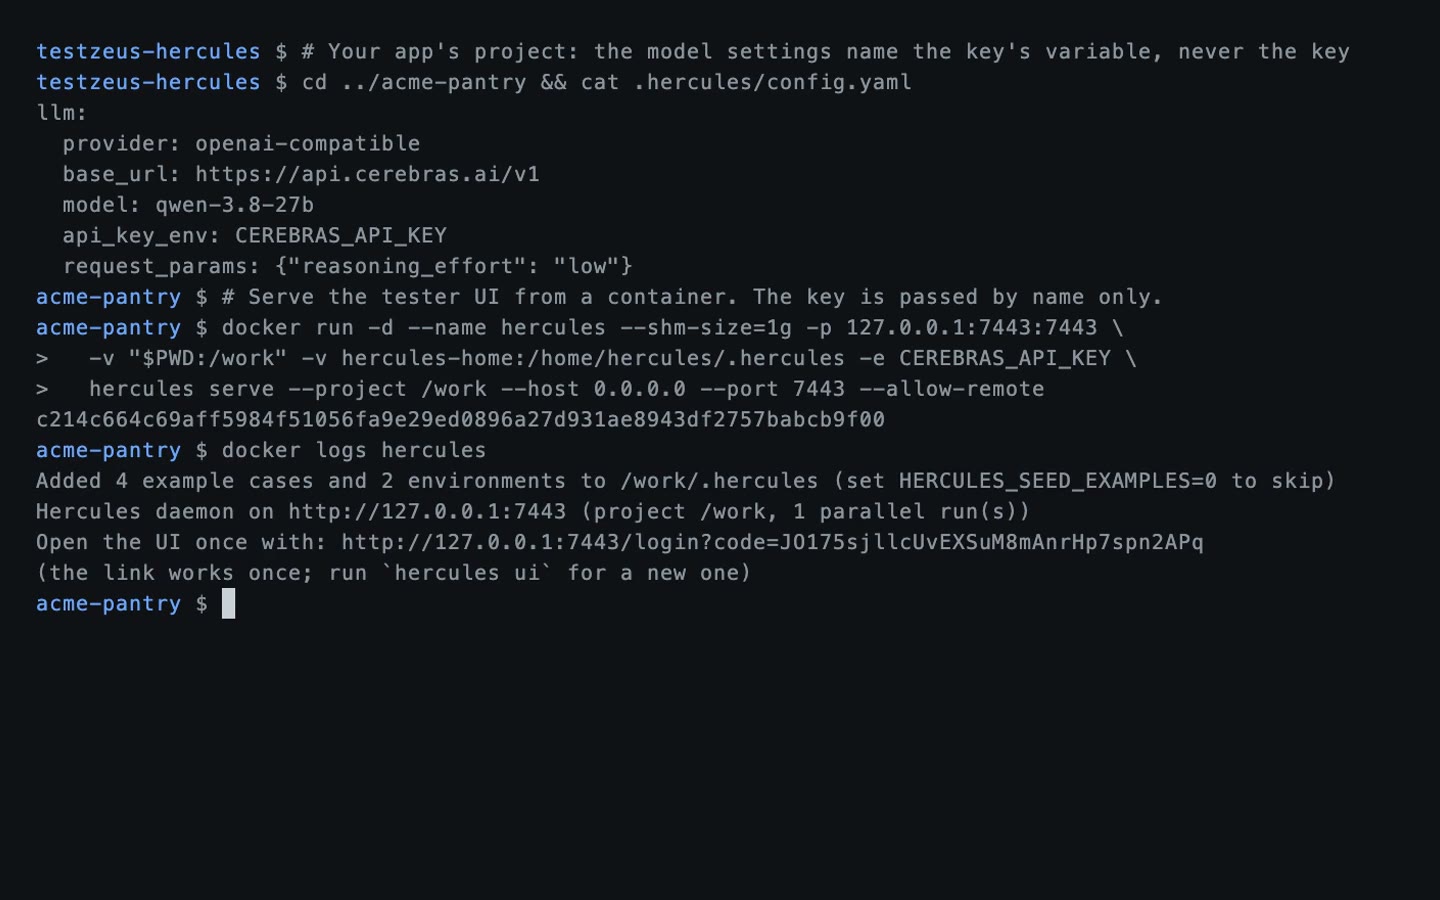 testzeus-hercules $ # Your app's project: the model settings name the key's variable, never the key
testzeus-hercules $ cd ../acme-pantry && cat .hercules/config.yaml
llm:
  provider: openai-compatible
  base_url: https://api.cerebras.ai/v1
  model: qwen-3.8-27b
  api_key_env: CEREBRAS_API_KEY
  request_params: {"reasoning_effort": "low"}
acme-pantry $ # Serve the tester UI from a container. The key is passed by name only.
acme-pantry $ docker run -d --name hercules --shm-size=1g -p 127.0.0.1:7443:7443 \
>   -v "$PWD:/work" -v hercules-home:/home/hercules/.hercules -e CEREBRAS_API_KEY \
>   hercules serve --project /work --host 0.0.0.0 --port 7443 --allow-remote
c214c664c69aff5984f51056fa9e29ed0896a27d931ae8943df2757babcb9f00
acme-pantry $ docker logs hercules
Added 4 example cases and 2 environments to /work/.hercules (set HERCULES_SEED_EXAMPLES=0 to skip)
Hercules daemon on http://127.0.0.1:7443 (project /work, 1 parallel run(s))
Open the UI once with: http://127.0.0.1:7443/login?code=JO175sjllcUvEXSuM8mAnrHp7spn2APq
(the link works once; run `hercules ui` for a new one)
acme-pantry $